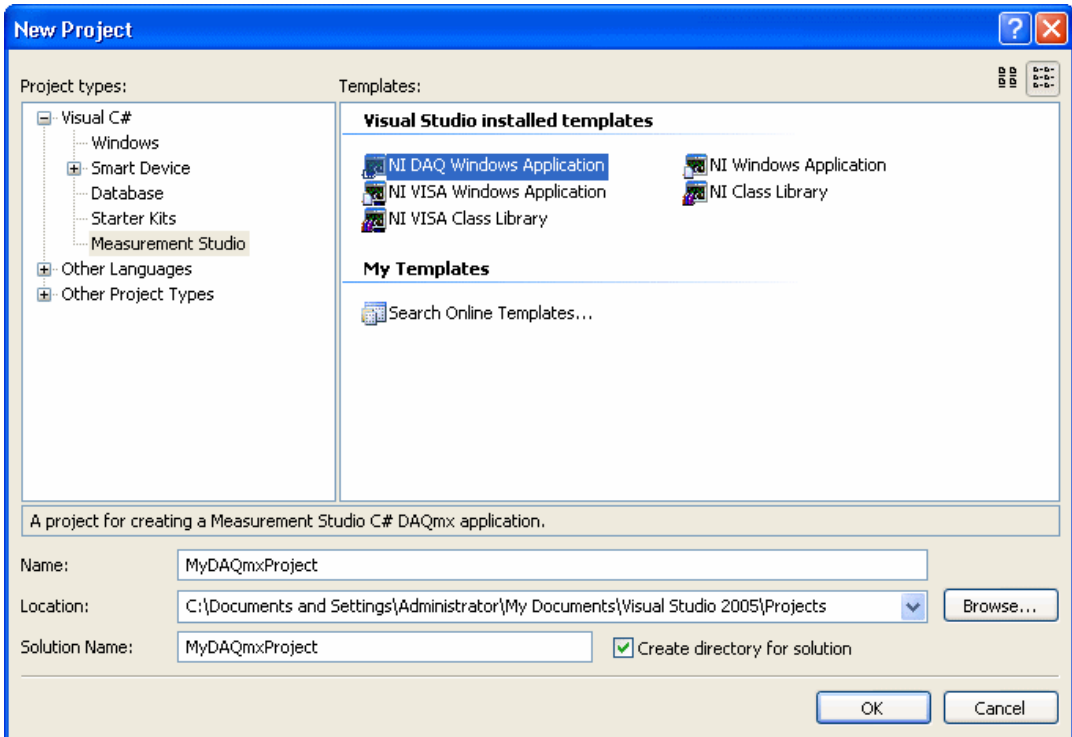 New Project
Project types:
Templates:
Visual C#
Windows
Smart Device
Database
Starter Kits
Measurement Studio
Other Languages
Other Project Types
Visual Studio installed templates
NI DAQ Windows Application
NI Windows Application
NI VISA Windows Application
NI Class Library
NI VISA Class Library
My Templates
Search Online Templates...
A project for creating a Measurement Studio C# DAQmx application.
Name:
MyDAQmxProject
Location:
C:\Documents and Settings\Administrator\My Documents\Visual Studio 2005\Projects
Browse...
Solution Name:
MyDAQmxProject
Create directory for solution
OK
Cancel